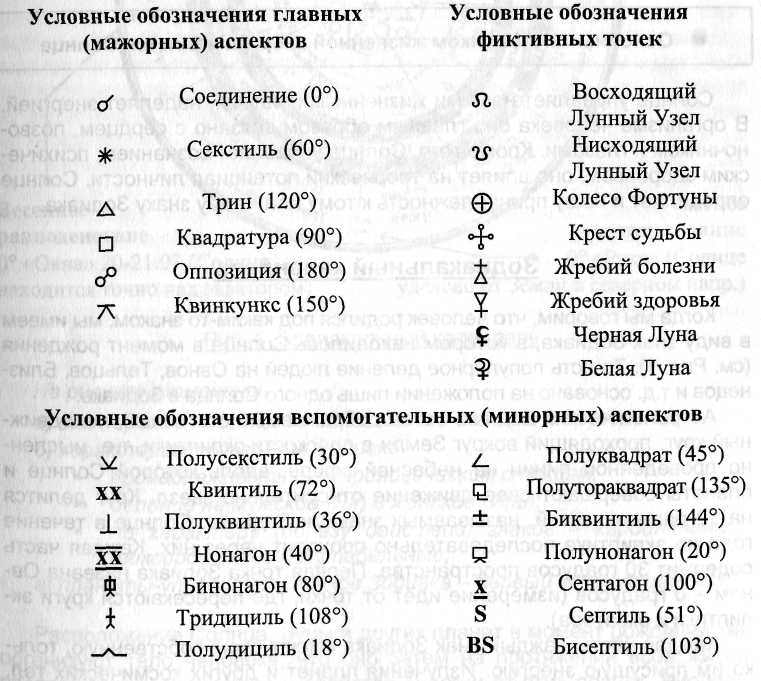 Условные обозначения главных
(мажорных) аспектов
☌ Соединение (0°)
⚹ Секстиль (60°)
△ Трин (120°)
□ Квадратура (90°)
☍ Оппозиция (180°)
⚻ Квинкункс (150°)
Условные обозначения
фиктивных точек
☊ Восходящий
Лунный Узел
☋ Нисходящий
Лунный Узел
⊕ Колесо Фортуны
Крест судьбы
Жребий болезни
Жребий здоровья
Черная Луна
Белая Луна
Условные обозначения вспомогательных (минорных) аспектов
⚺ Полусекстиль (30°)
XX Квинтиль (72°)
⊥ Полуквинтиль (36°)
XX Нонагон (40°)
Бинонагон (80°)
Тридициль (108°)
Полудициль (18°)
∠ Полуквадрат (45°)
⚼ Полутораквадрат (135°)
± Биквинтиль (144°)
Полунонагон (20°)
X Сентагон (100°)
S Септиль (51°)
BS Бисептиль (103°)